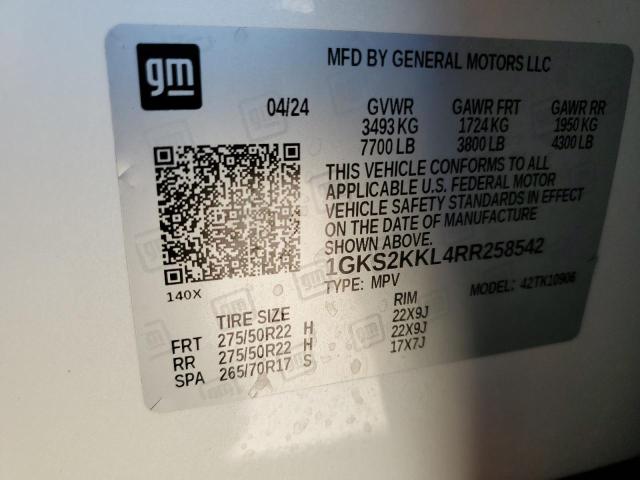 gm
MFD BY GENERAL MOTORS LLC
04/24 GVWR GAWR FRT GAWR RR
3493 KG 1724 KG 1950 KG
7700 LB 3800 LB 4300 LB
THIS VEHICLE CONFORMS TO ALL
APPLICABLE U.S. FEDERAL MOTOR
VEHICLE SAFETY STANDARDS IN EFFECT
ON THE DATE OF MANUFACTURE
SHOWN ABOVE.
1GKS2KKL4RR258542
140X TYPE: MPV MODEL: 42TK10906
TIRE SIZE RIM
FRT 275/50R22 H 22X9J
RR 275/50R22 H 22X9J
SPA 265/70R17 S 17X7J